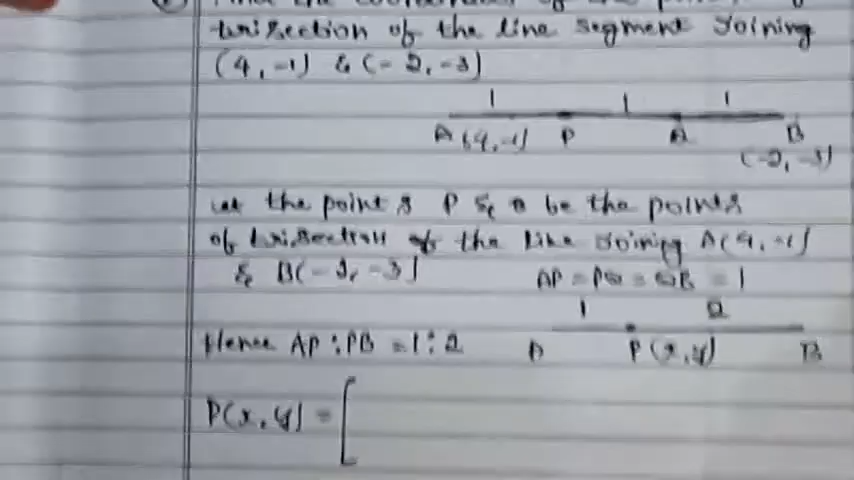 trisection of the line segment Joining
(4, -1) & (-2, -3)
1 1 1
A (4, -1) P Q B
(-2, -3)
Let the points P & Q be the points
of trisection of the line Joining A(4, -1)
& B(-2, -3) AP = PQ = QB = 1
1 2
Hence AP : PB = 1 : 2 A P(x, y) B
P(x, y) = [